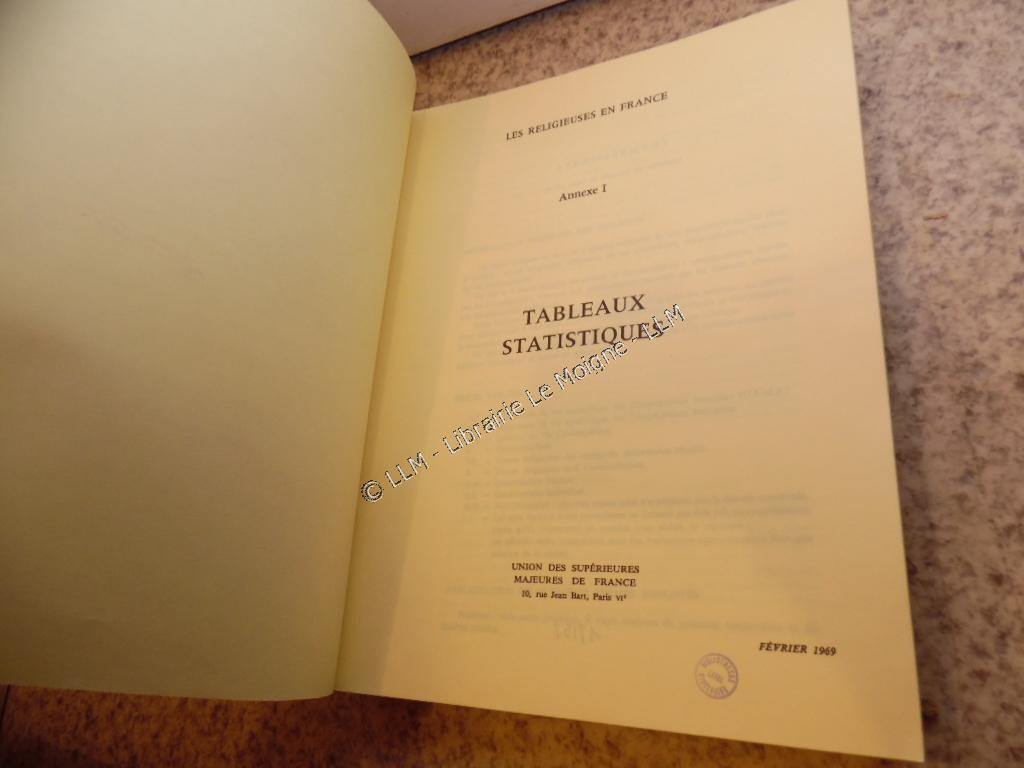 LES RELIGIEUSES EN FRANCE
Annexe I
TABLEAUX
STATISTIQUES
© LLM - Librairie Le Moigne - LLM
UNION DES SUPÉRIEURES
MAJEURES DE FRANCE
10, rue Jean Bart, Paris VIe
FÉVRIER 1969